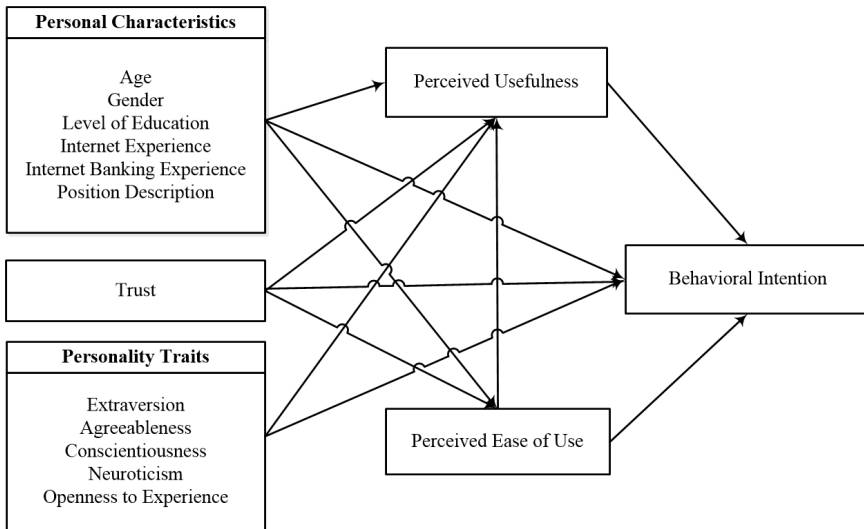 Personal Characteristics
Age
Gender
Level of Education
Internet Experience
Internet Banking Experience
Position Description
Trust
Personality Traits
Extraversion
Agreeableness
Conscientiousness
Neuroticism
Openness to Experience
Perceived Usefulness
Perceived Ease of Use
Behavioral Intention